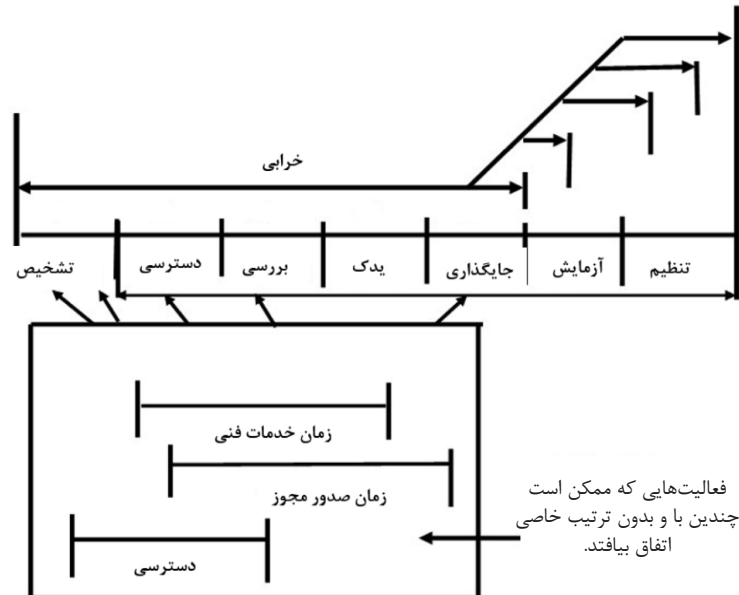 خرابی
تشخیص
دسترسی
بررسی
یدک
جایگذاری
آزمایش
تنظیم
زمان خدمات فنی
زمان صدور مجوز
دسترسی
فعالیت‌هایی که ممکن است
چندین با و بدون ترتیب خاصی
اتفاق بیافتد.